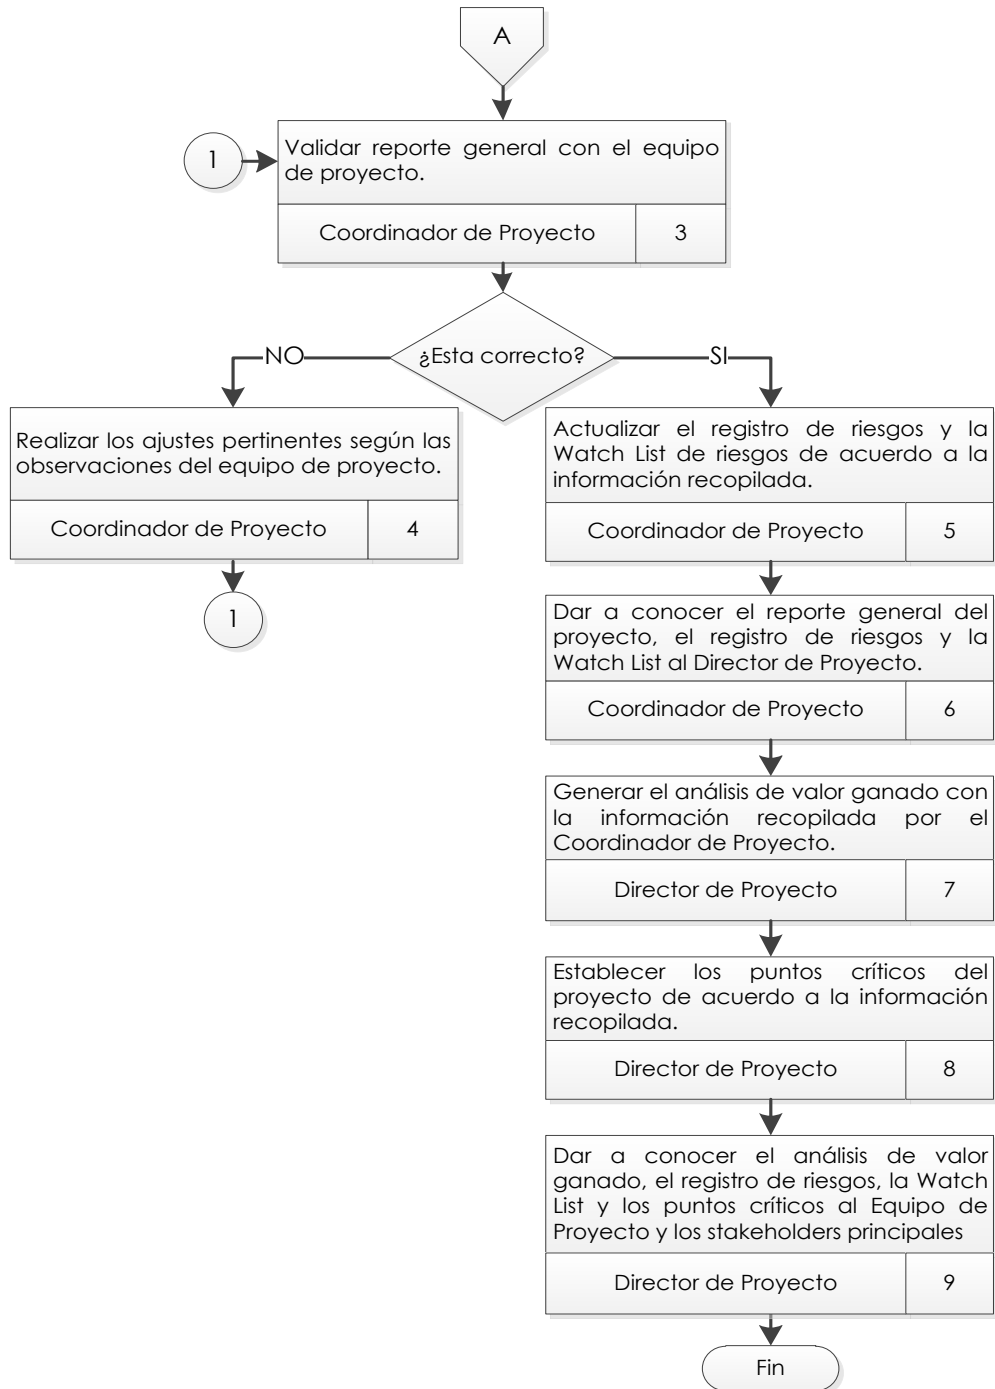 A
1
Validar reporte general con el equipo
de proyecto.
Coordinador de Proyecto 3
¿Esta correcto?
NO
SI
Realizar los ajustes pertinentes según las
observaciones del equipo de proyecto.
Coordinador de Proyecto 4
1
Actualizar el registro de riesgos y la
Watch List de riesgos de acuerdo a la
información recopilada.
Coordinador de Proyecto 5
Dar a conocer el reporte general del
proyecto, el registro de riesgos y la
Watch List al Director de Proyecto.
Coordinador de Proyecto 6
Generar el análisis de valor ganado con
la información recopilada por el
Coordinador de Proyecto.
Director de Proyecto 7
Establecer los puntos críticos del
proyecto de acuerdo a la información
recopilada.
Director de Proyecto 8
Dar a conocer el análisis de valor
ganado, el registro de riesgos, la Watch
List y los puntos críticos al Equipo de
Proyecto y los stakeholders principales
Director de Proyecto 9
Fin